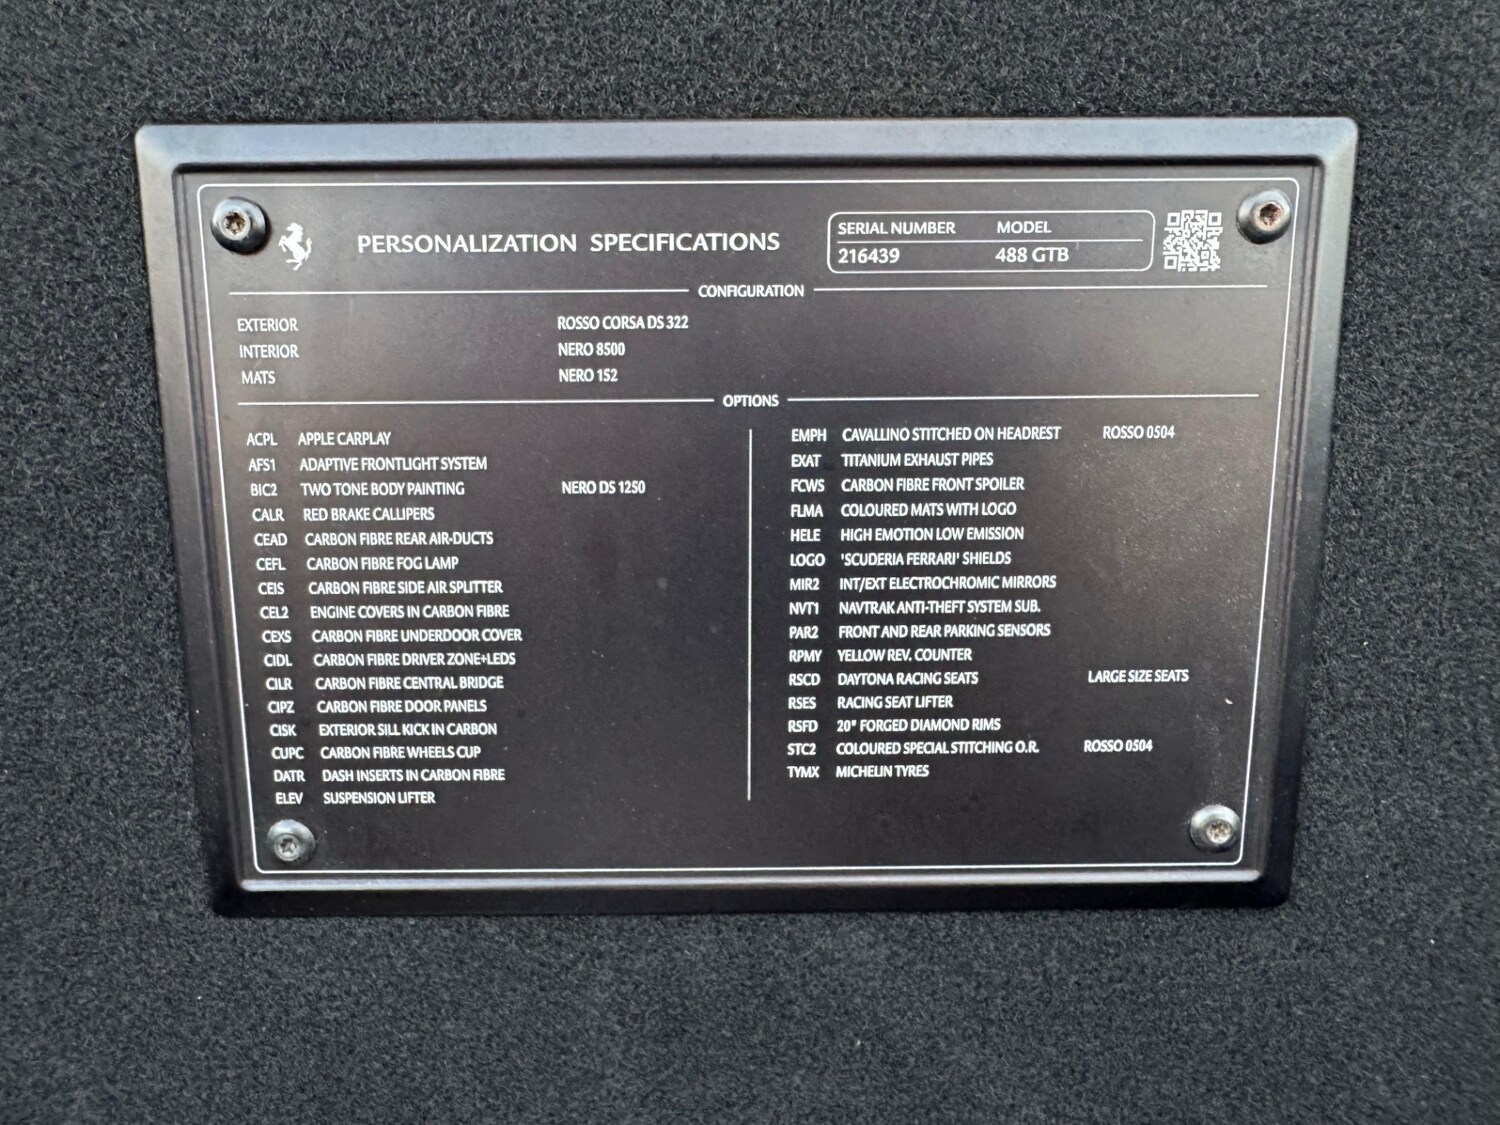 PERSONALIZATION SPECIFICATIONS
SERIAL NUMBER MODEL
216439 488 GTB
CONFIGURATION
EXTERIOR ROSSO CORSA DS 322
INTERIOR NERO 8500
MATS NERO 152
OPTIONS
ACPL APPLE CARPLAY
AFS1 ADAPTIVE FRONTLIGHT SYSTEM
BIC2 TWO TONE BODY PAINTING NERO DS 1250
CALR RED BRAKE CALLIPERS
CEAD CARBON FIBRE REAR AIR-DUCTS
CEFL CARBON FIBRE FOG LAMP
CEIS CARBON FIBRE SIDE AIR SPLITTER
CEL2 ENGINE COVERS IN CARBON FIBRE
CEXS CARBON FIBRE UNDERDOOR COVER
CIDL CARBON FIBRE DRIVER ZONE+LEDS
CILR CARBON FIBRE CENTRAL BRIDGE
CIPZ CARBON FIBRE DOOR PANELS
CISK EXTERIOR SILL KICK IN CARBON
CUPC CARBON FIBRE WHEELS CUP
DATR DASH INSERTS IN CARBON FIBRE
ELEV SUSPENSION LIFTER
EMPH CAVALLINO STITCHED ON HEADREST ROSSO 0504
EXAT TITANIUM EXHAUST PIPES
FCWS CARBON FIBRE FRONT SPOILER
FLMA COLOURED MATS WITH LOGO
HELE HIGH EMOTION LOW EMISSION
LOGO 'SCUDERIA FERRARI' SHIELDS
MIR2 INT/EXT ELECTROCHROMIC MIRRORS
NVT1 NAVTRAK ANTI-THEFT SYSTEM SUB.
PAR2 FRONT AND REAR PARKING SENSORS
RPMY YELLOW REV. COUNTER
RSCD DAYTONA RACING SEATS LARGE SIZE SEATS
RSES RACING SEAT LIFTER
RSFD 20" FORGED DIAMOND RIMS
STC2 COLOURED SPECIAL STITCHING O.R. ROSSO 0504
TYMX MICHELIN TYRES